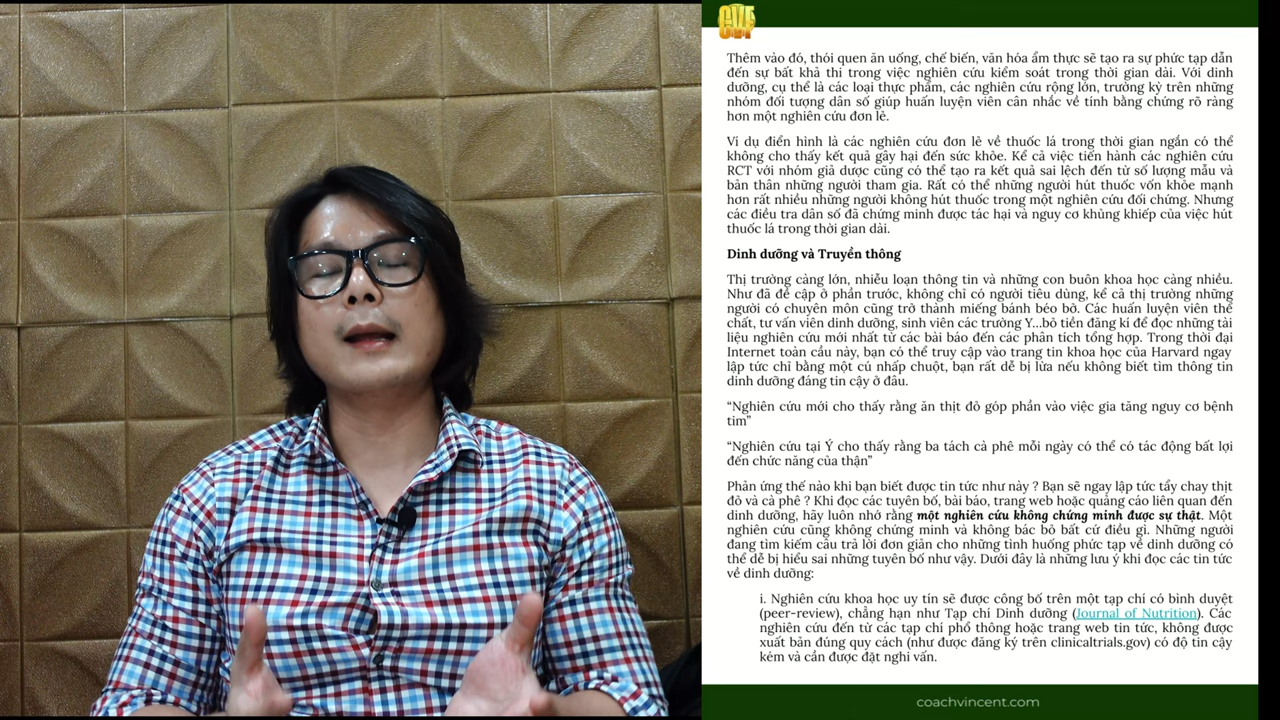 CVF
Thêm vào đó, thói quen ăn uống, chế biến, văn hóa ẩm thực sẽ tạo ra sự phức tạp dẫn
đến sự bất khả thi trong việc nghiên cứu kiểm soát trong thời gian dài. Với dinh
dưỡng, cụ thể là các loại thực phẩm, các nghiên cứu rộng lớn, trường kỳ trên những
nhóm đối tượng dân số giúp huấn luyện viên cân nhắc về tính bằng chứng rõ ràng
hơn một nghiên cứu đơn lẻ.
Ví dụ điển hình là các nghiên cứu đơn lẻ về thuốc lá trong thời gian ngắn có thể
không cho thấy kết quả gây hại đến sức khỏe. Kể cả việc tiến hành các nghiên cứu
RCT với nhóm giả dược cũng có thể tạo ra kết quả sai lệch đến từ số lượng mẫu và
bản thân những người tham gia. Rất có thể những người hút thuốc vốn khỏe mạnh
hơn rất nhiều những người không hút thuốc trong một nghiên cứu đối chứng. Nhưng
các điều tra dân số đã chứng minh được tác hại và nguy cơ khủng khiếp của việc hút
thuốc lá trong thời gian dài.
Dinh dưỡng và Truyền thông
Thị trường càng lớn, nhiễu loạn thông tin và những con buôn khoa học càng nhiều.
Như đã đề cập ở phần trước, không chỉ có người tiêu dùng, kể cả thị trường những
người có chuyên môn cũng trở thành miếng bánh béo bở. Các huấn luyện viên thể
chất, tư vấn viên dinh dưỡng, sinh viên các trường Y...bỏ tiền đăng kí để đọc những tài
liệu nghiên cứu mới nhất từ các bài báo đến các phân tích tổng hợp. Trong thời đại
Internet toàn cầu này, bạn có thể truy cập vào trang tin khoa học của Harvard ngay
lập tức chỉ bằng một cú nhấp chuột, bạn rất dễ bị lừa nếu không biết tìm thông tin
dinh dưỡng đáng tin cậy ở đâu.
“Nghiên cứu mới cho thấy rằng ăn thịt đỏ góp phần vào việc gia tăng nguy cơ bệnh
tim”
“Nghiên cứu tại Ý cho thấy rằng ba tách cà phê mỗi ngày có thể có tác động bất lợi
đến chức năng của thận”
Phản ứng thế nào khi bạn biết được tin tức như này ? Bạn sẽ ngay lập tức tẩy chay thịt
đỏ và cà phê ? Khi đọc các tuyên bố, bài báo, trang web hoặc quảng cáo liên quan đến
dinh dưỡng, hãy luôn nhớ rằng một nghiên cứu không chứng minh được sự thật. Một
nghiên cứu cũng không chứng minh và không bác bỏ bất cứ điều gì. Những người
đang tìm kiếm câu trả lời đơn giản cho những tình huống phức tạp về dinh dưỡng có
thể dễ bị hiểu sai những tuyên bố như vậy. Dưới đây là những lưu ý khi đọc các tin tức
về dinh dưỡng:
i. Nghiên cứu khoa học uy tín sẽ được công bố trên một tạp chí có bình duyệt
(peer-review), chẳng hạn như Tạp chí Dinh dưỡng (Journal of Nutrition). Các
nghiên cứu đến từ các tạp chí phổ thông hoặc trang web tin tức, không được
xuất bản đúng quy cách (như được đăng ký trên clinicaltrials.gov) có độ tin cậy
kém và cần được đặt nghi vấn.
coachvincent.com